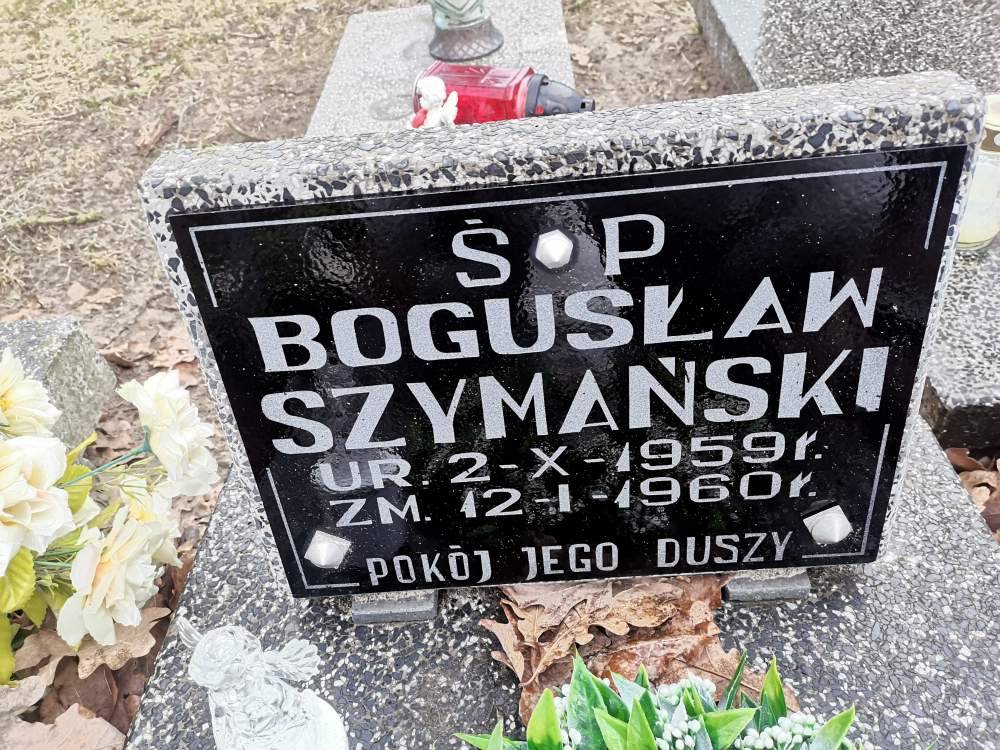 Ś P
BOGUSŁAW
SZYMAŃSKI
UR. 2-X-1959r.
ZM. 12-I-1960r.
POKÓJ JEGO DUSZY